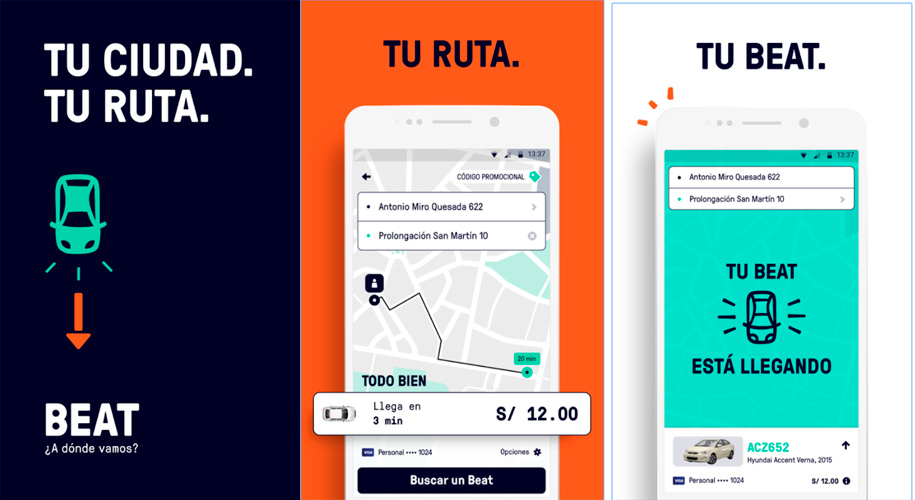 TU CIUDAD.
TU RUTA.
BEAT
¿A dónde vamos?
TU RUTA.
13:37
CÓDIGO PROMOCIONAL
Antonio Miro Quesada 622
Prolongación San Martín 10
20 min
TODO BIEN
Llega en
3 min
S/ 12.00
VISA Personal •••• 1024 Opciones
Buscar un Beat
TU BEAT.
13:37
Antonio Miro Quesada 622
Prolongación San Martín 10
TU BEAT
ESTÁ LLEGANDO
ACZ652
Hyundai Accent Verna, 2015
VISA Personal •••• 1024 S/ 12.00